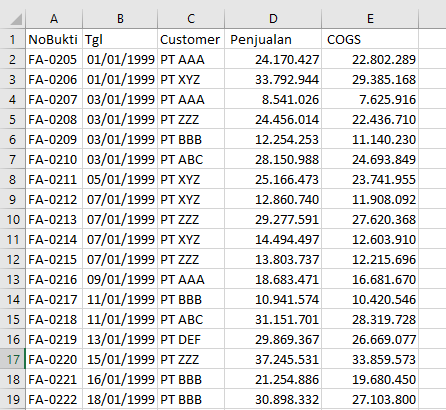 A B C D E
1 NoBukti Tgl Customer Penjualan COGS
2 FA-0205 01/01/1999 PT AAA 24.170.427 22.802.289
3 FA-0206 01/01/1999 PT XYZ 33.792.944 29.385.168
4 FA-0207 03/01/1999 PT AAA 8.541.026 7.625.916
5 FA-0208 03/01/1999 PT ZZZ 24.456.014 22.436.710
6 FA-0209 03/01/1999 PT BBB 12.254.253 11.140.230
7 FA-0210 03/01/1999 PT ABC 28.150.988 24.693.849
8 FA-0211 05/01/1999 PT XYZ 25.166.473 23.741.955
9 FA-0212 07/01/1999 PT XYZ 12.860.740 11.908.092
10 FA-0213 07/01/1999 PT ZZZ 29.277.591 27.620.368
11 FA-0214 07/01/1999 PT XYZ 14.494.497 12.603.910
12 FA-0215 07/01/1999 PT ZZZ 13.803.737 12.215.696
13 FA-0216 09/01/1999 PT AAA 18.683.471 16.681.670
14 FA-0217 11/01/1999 PT BBB 10.941.574 10.420.546
15 FA-0218 11/01/1999 PT ABC 31.151.701 28.319.728
16 FA-0219 13/01/1999 PT DEF 29.869.367 26.669.077
17 FA-0220 15/01/1999 PT ZZZ 37.245.531 33.859.573
18 FA-0221 16/01/1999 PT BBB 21.254.886 19.680.450
19 FA-0222 18/01/1999 PT BBB 30.898.332 27.103.800